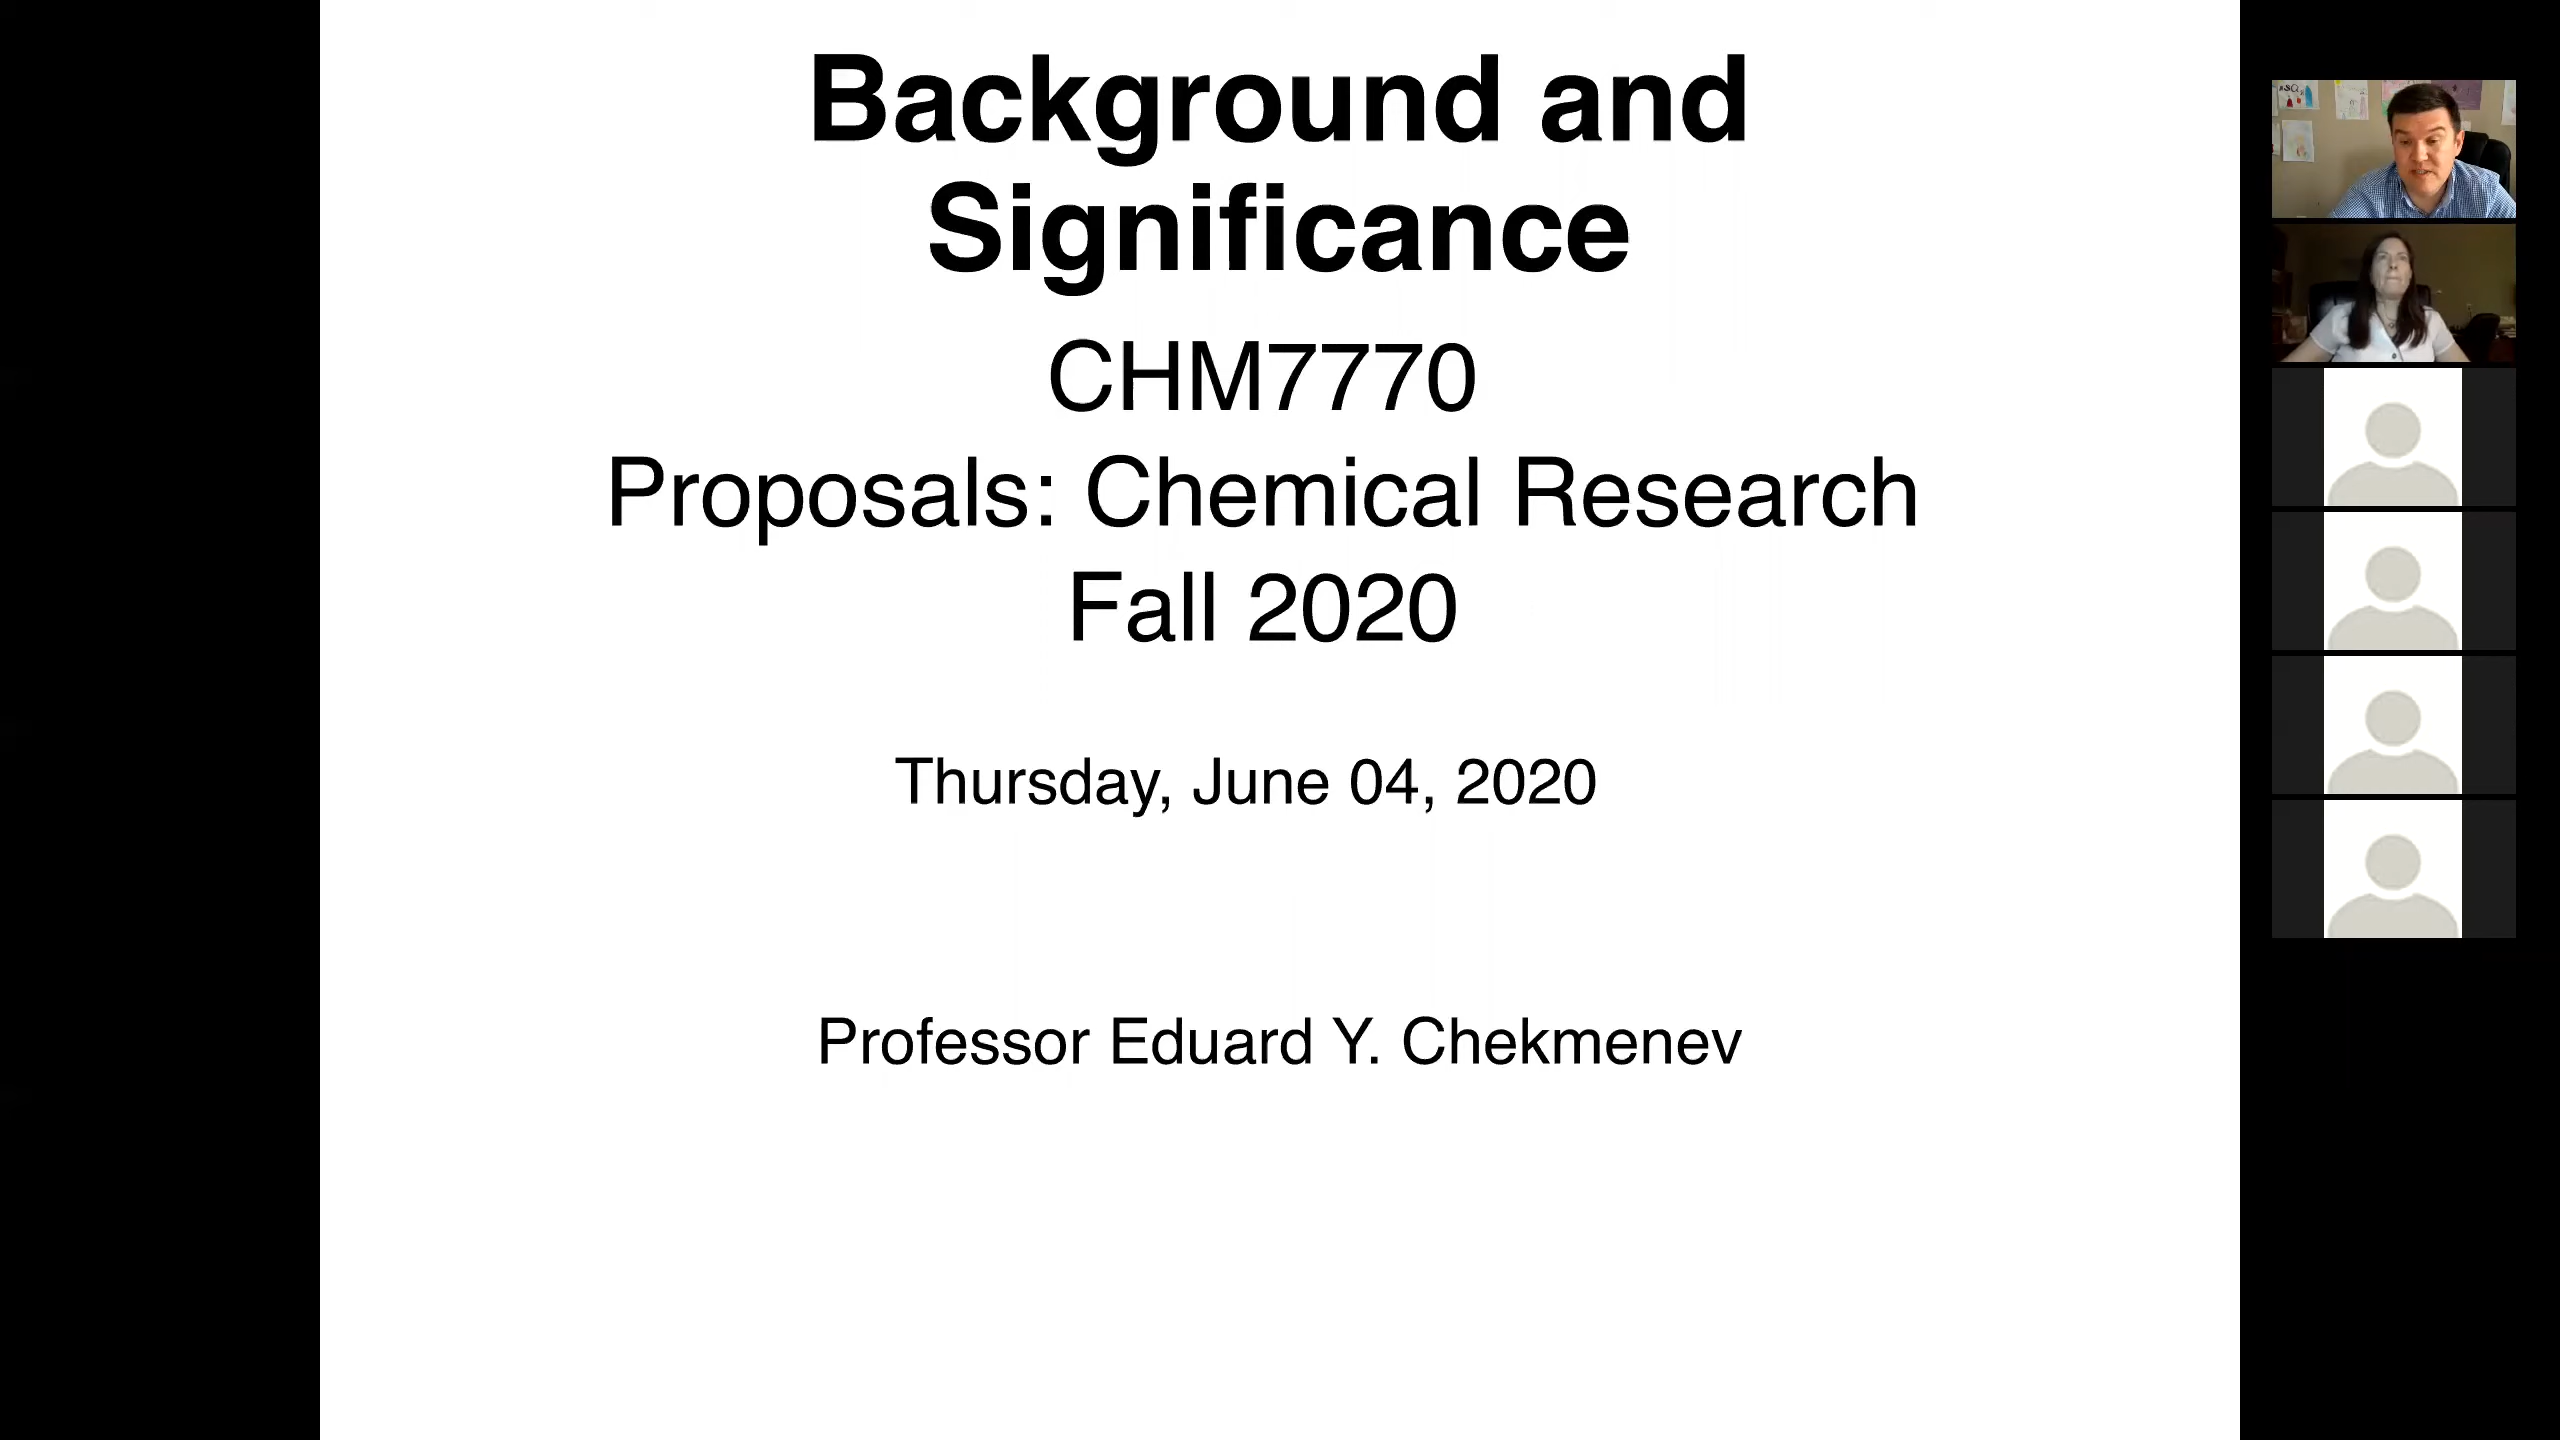 Background and
Significance
CHM7770
Proposals: Chemical Research
Fall 2020
Thursday, June 04, 2020
Professor Eduard Y. Chekmenev